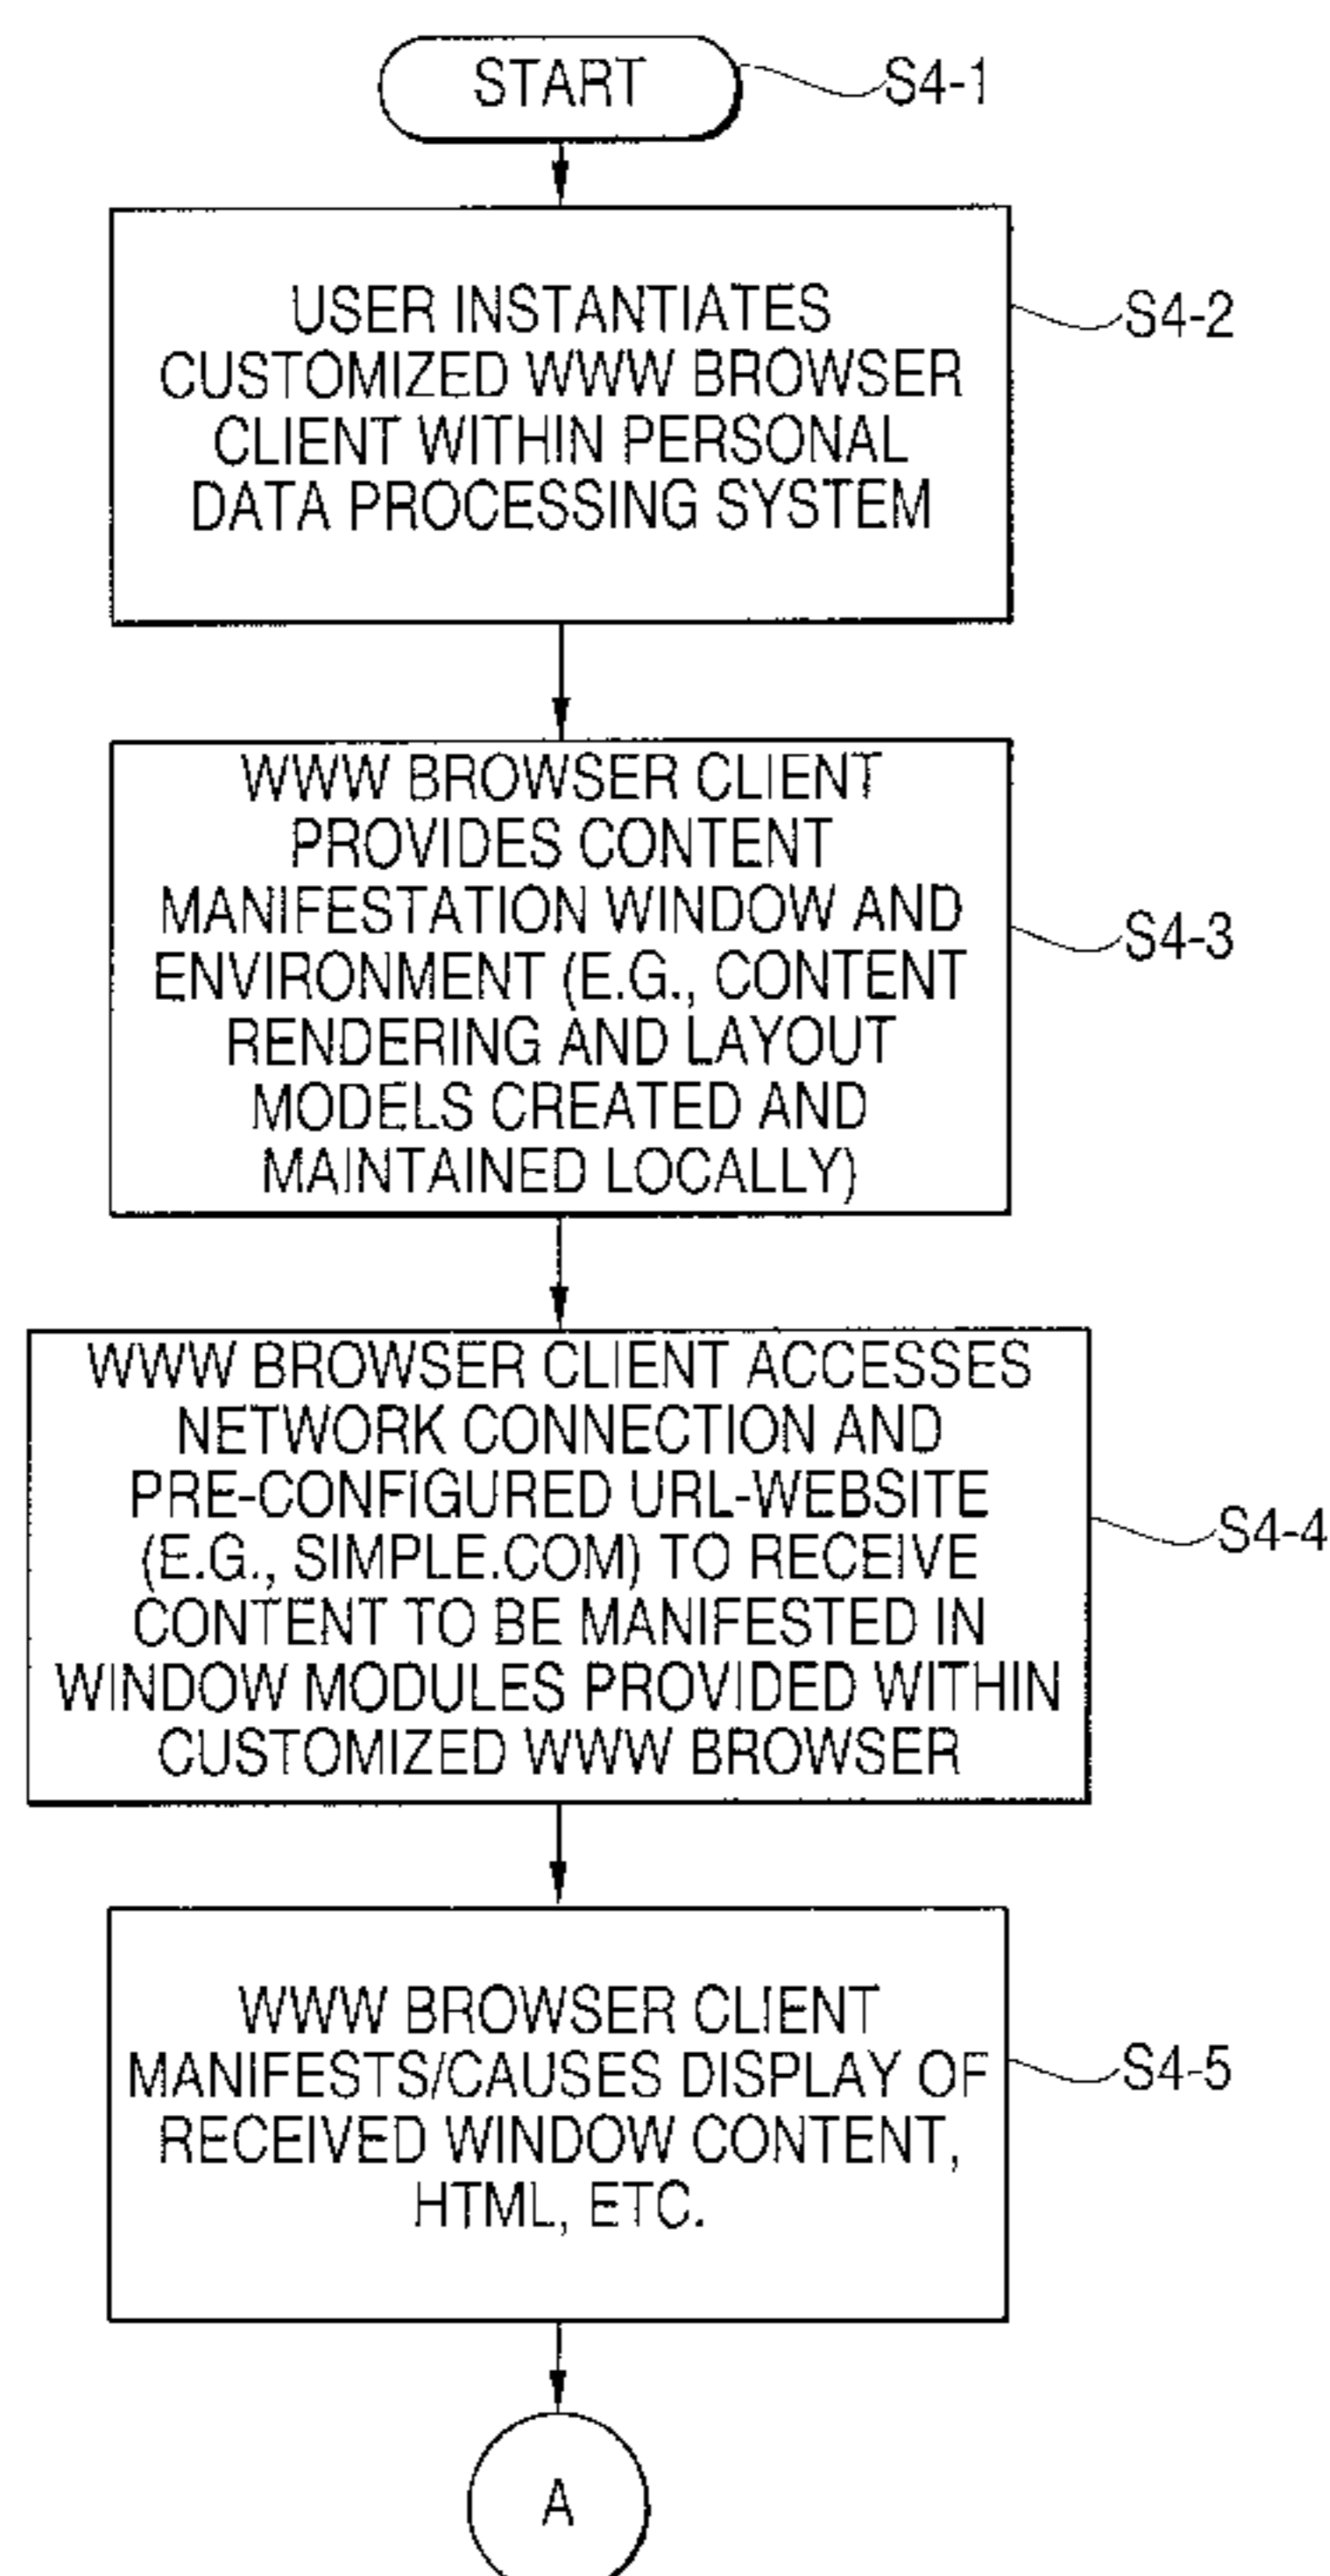 START
S4-1
USER INSTANTIATES
CUSTOMIZED WWW BROWSER
CLIENT WITHIN PERSONAL
DATA PROCESSING SYSTEM
S4-2
WWW BROWSER CLIENT
PROVIDES CONTENT
MANIFESTATION WINDOW AND
ENVIRONMENT (E.G., CONTENT
RENDERING AND LAYOUT
MODELS CREATED AND
MAINTAINED LOCALLY)
S4-3
WWW BROWSER CLIENT ACCESSES
NETWORK CONNECTION AND
PRE-CONFIGURED URL-WEBSITE
(E.G., SIMPLE.COM) TO RECEIVE
CONTENT TO BE MANIFESTED IN
WINDOW MODULES PROVIDED WITHIN
CUSTOMIZED WWW BROWSER
S4-4
WWW BROWSER CLIENT
MANIFESTS/CAUSES DISPLAY OF
RECEIVED WINDOW CONTENT,
HTML, ETC.
S4-5
A